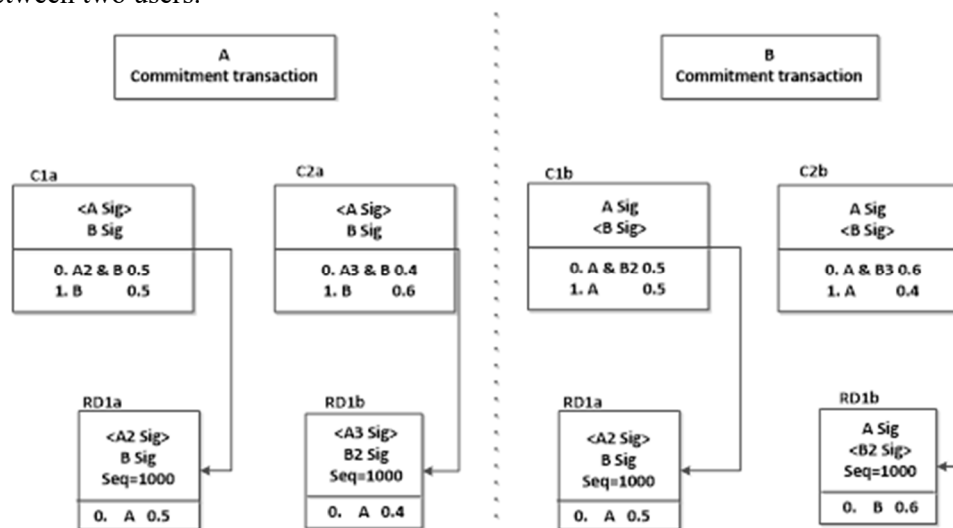 between two users.
A
Commitment transaction
B
Commitment transaction
C1a
<A Sig>
B Sig
0. A2 & B 0.5
1. B 0.5
C2a
<A Sig>
B Sig
0. A3 & B 0.4
1. B 0.6
C1b
A Sig
<B Sig>
0. A & B2 0.5
1. A 0.5
C2b
A Sig
<B Sig>
0. A & B3 0.6
1. A 0.4
RD1a
<A2 Sig>
B Sig
Seq=1000
0. A 0.5
RD1b
<A3 Sig>
B2 Sig
Seq=1000
0. A 0.4
RD1a
<A2 Sig>
B Sig
Seq=1000
0. A 0.5
RD1b
A Sig
<B2 Sig>
Seq=1000
0. B 0.6